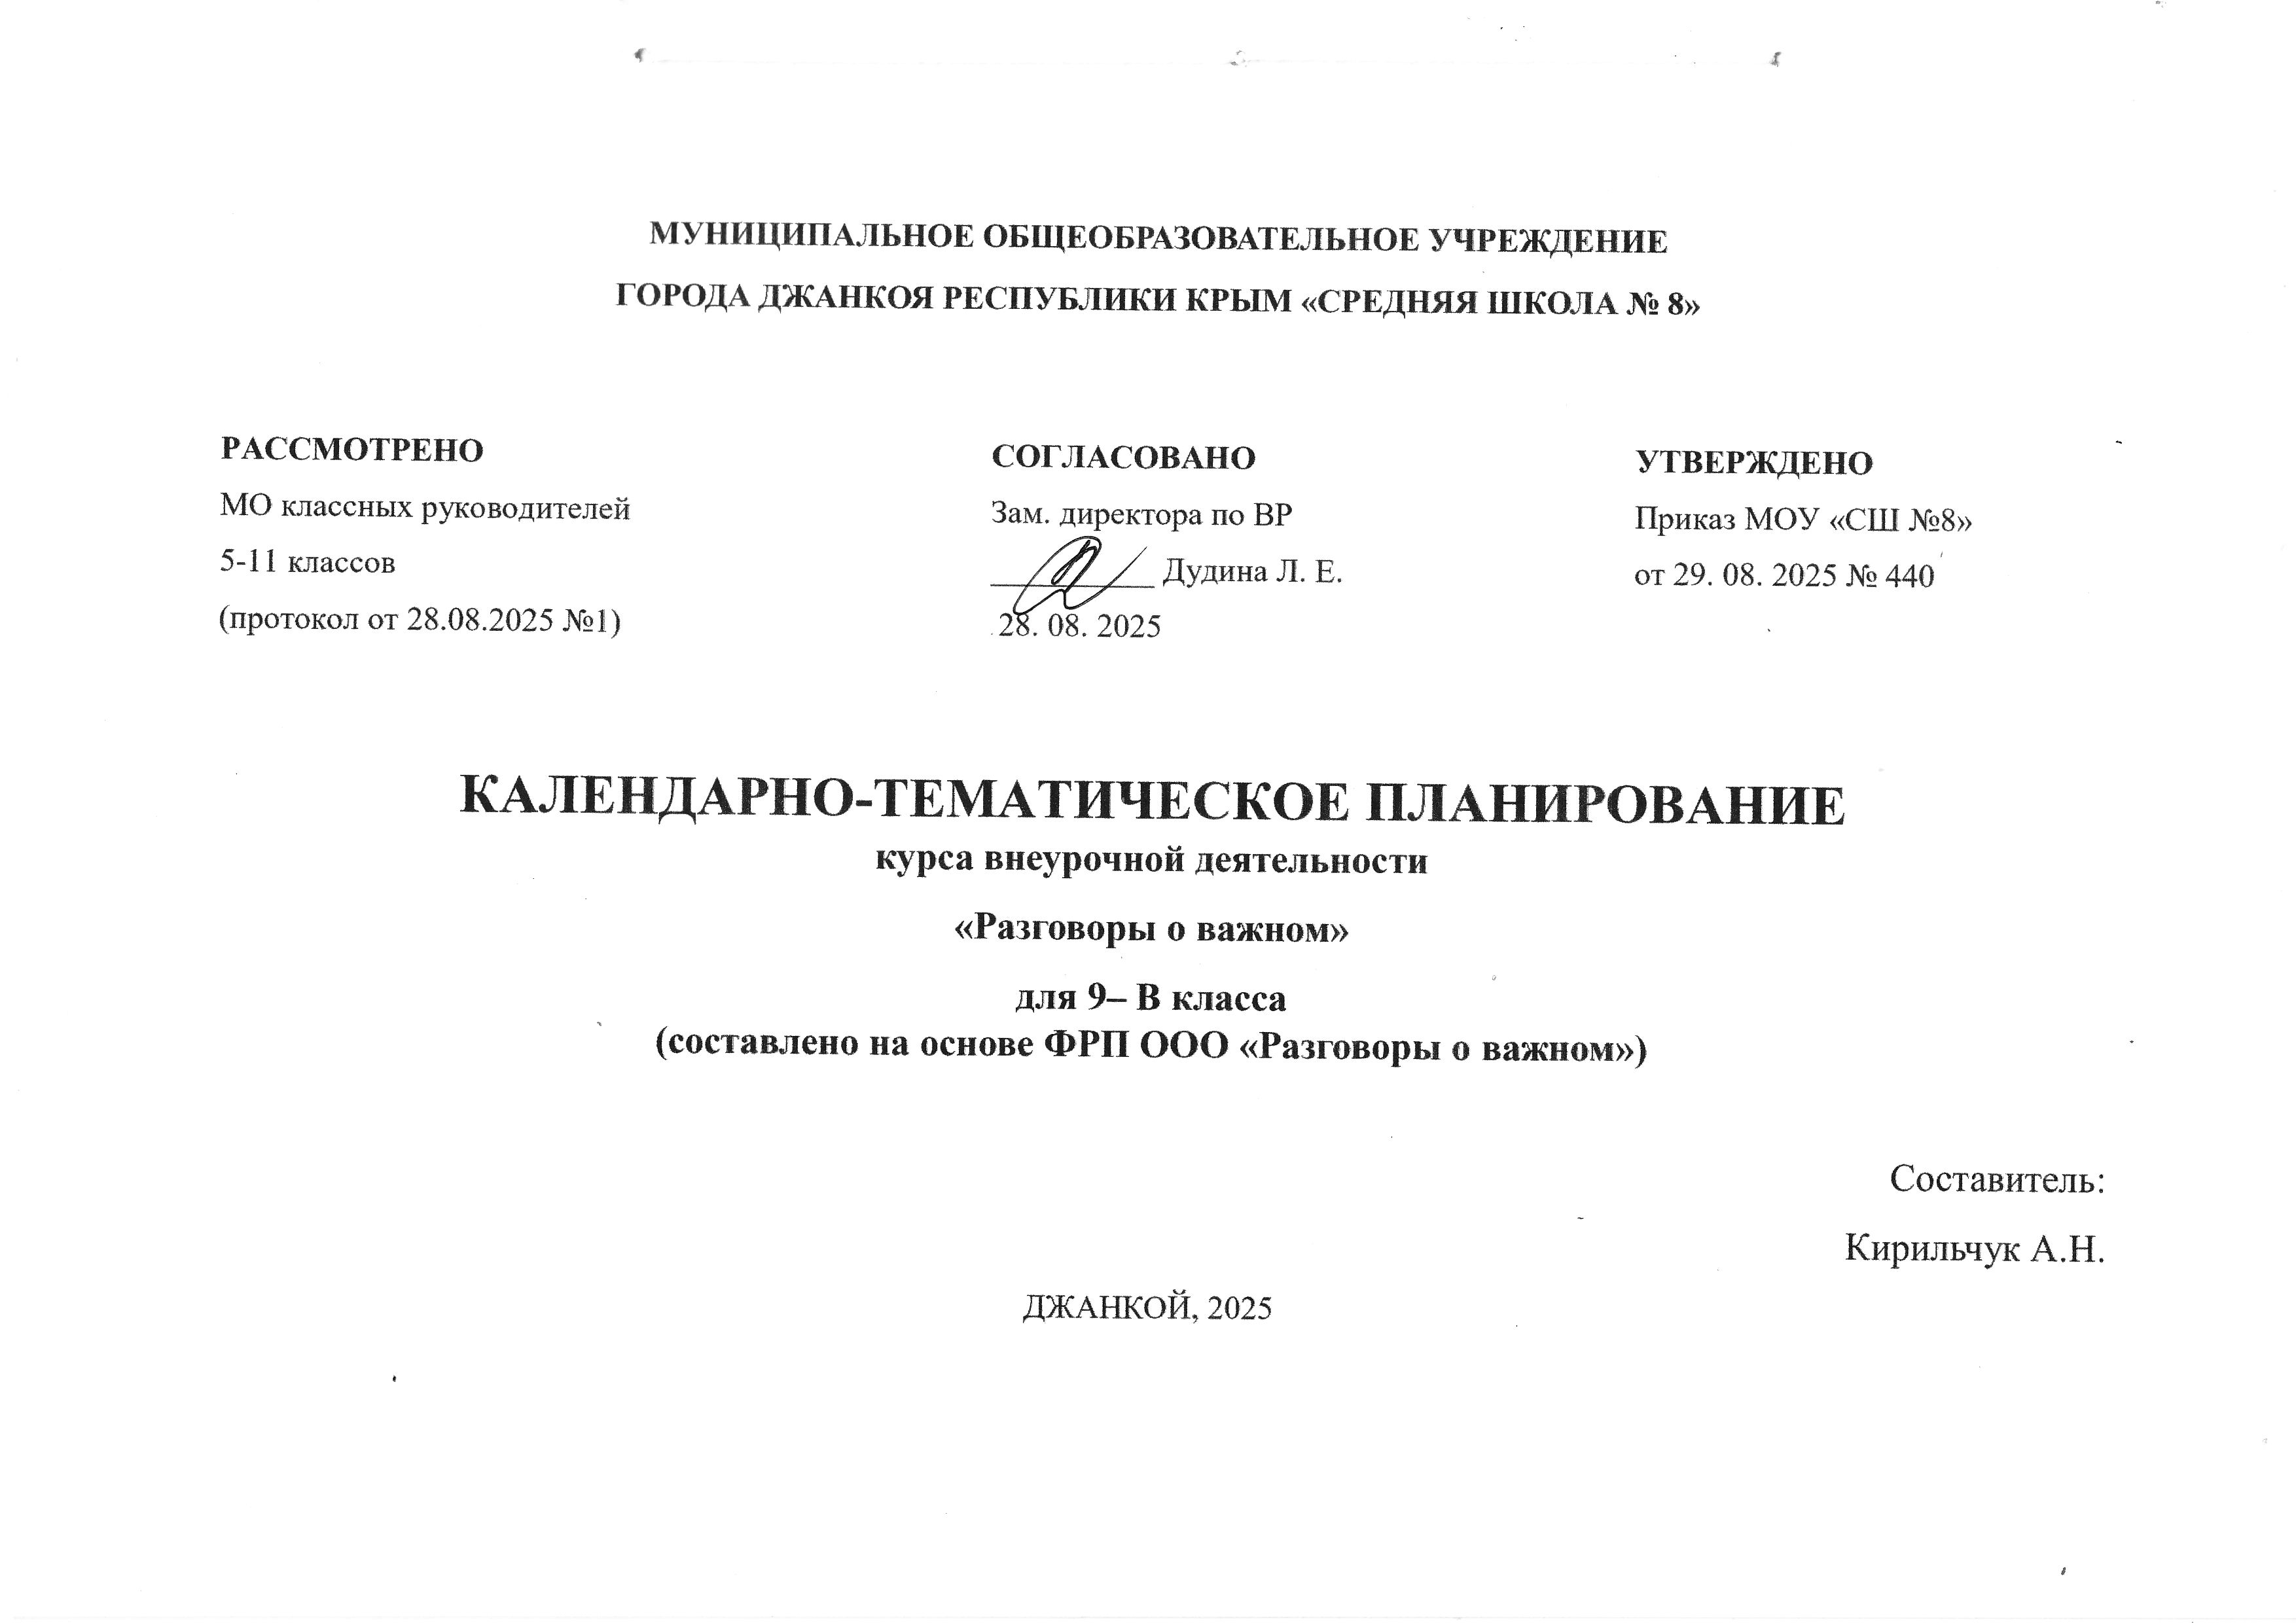 МУНИЦИПАЛЬНОЕ ОБЩЕОБРАЗОВАТЕЛЬНОЕ УЧРЕЖДЕНИЕ
ГОРОДА ДЖАНКОЯ РЕСПУБЛИКИ КРЫМ «СРЕДНЯЯ ШКОЛА № 8»
РАССМОТРЕНО
МО классных руководителей
5-11 классов
(протокол от 28.08.2025 №1)
СОГЛАСОВАНО
Зам. директора по ВР
__________ Дудина Л. Е.
28. 08. 2025
УТВЕРЖДЕНО
Приказ МОУ «СШ №8»
от 29. 08. 2025 № 440
КАЛЕНДАРНО-ТЕМАТИЧЕСКОЕ ПЛАНИРОВАНИЕ
курса внеурочной деятельности
«Разговоры о важном»
для 9– В класса
(составлено на основе ФРП ООО «Разговоры о важном»)
Составитель:
Кирильчук А.Н.
ДЖАНКОЙ, 2025